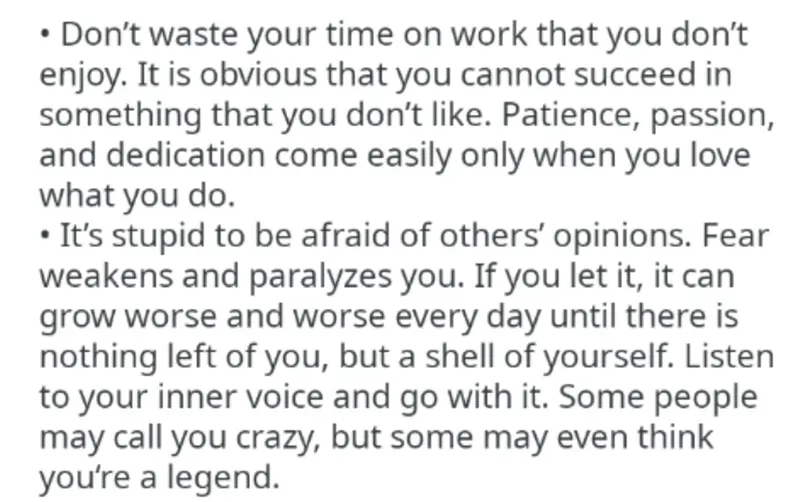 • Don’t waste your time on work that you don’t
enjoy. It is obvious that you cannot succeed in
something that you don’t like. Patience, passion,
and dedication come easily only when you love
what you do.
• It’s stupid to be afraid of others’ opinions. Fear
weakens and paralyzes you. If you let it, it can
grow worse and worse every day until there is
nothing left of you, but a shell of yourself. Listen
to your inner voice and go with it. Some people
may call you crazy, but some may even think
you‘re a legend.